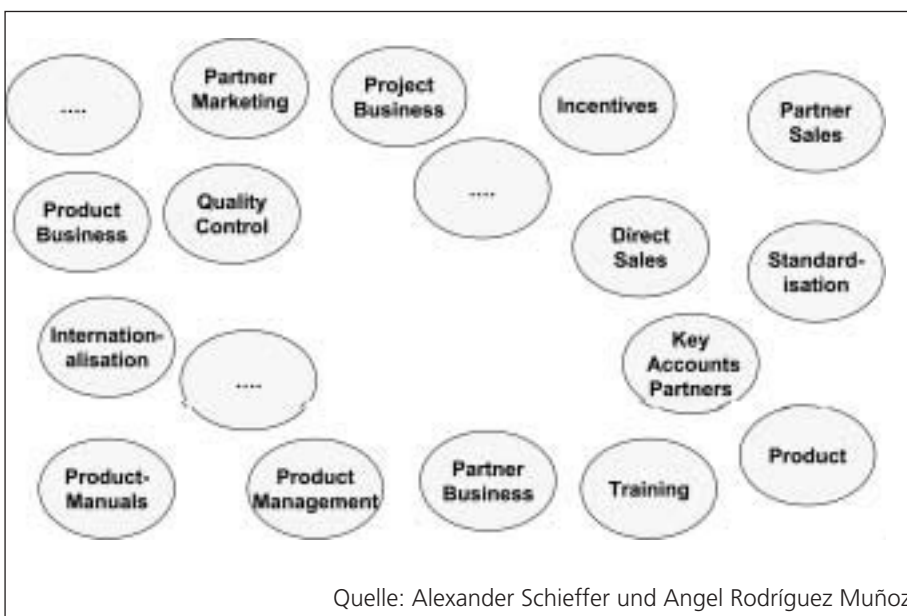 ....
Partner
Marketing
Project
Business
Incentives
Partner
Sales
Product
Business
Quality
Control
....
Direct
Sales
Standard-
isation
Internation-
alisation
....
Key
Accounts
Partners
Product-
Manuals
Product
Management
Partner
Business
Training
Product
Quelle: Alexander Schieffer und Angel Rodríguez Muñoz